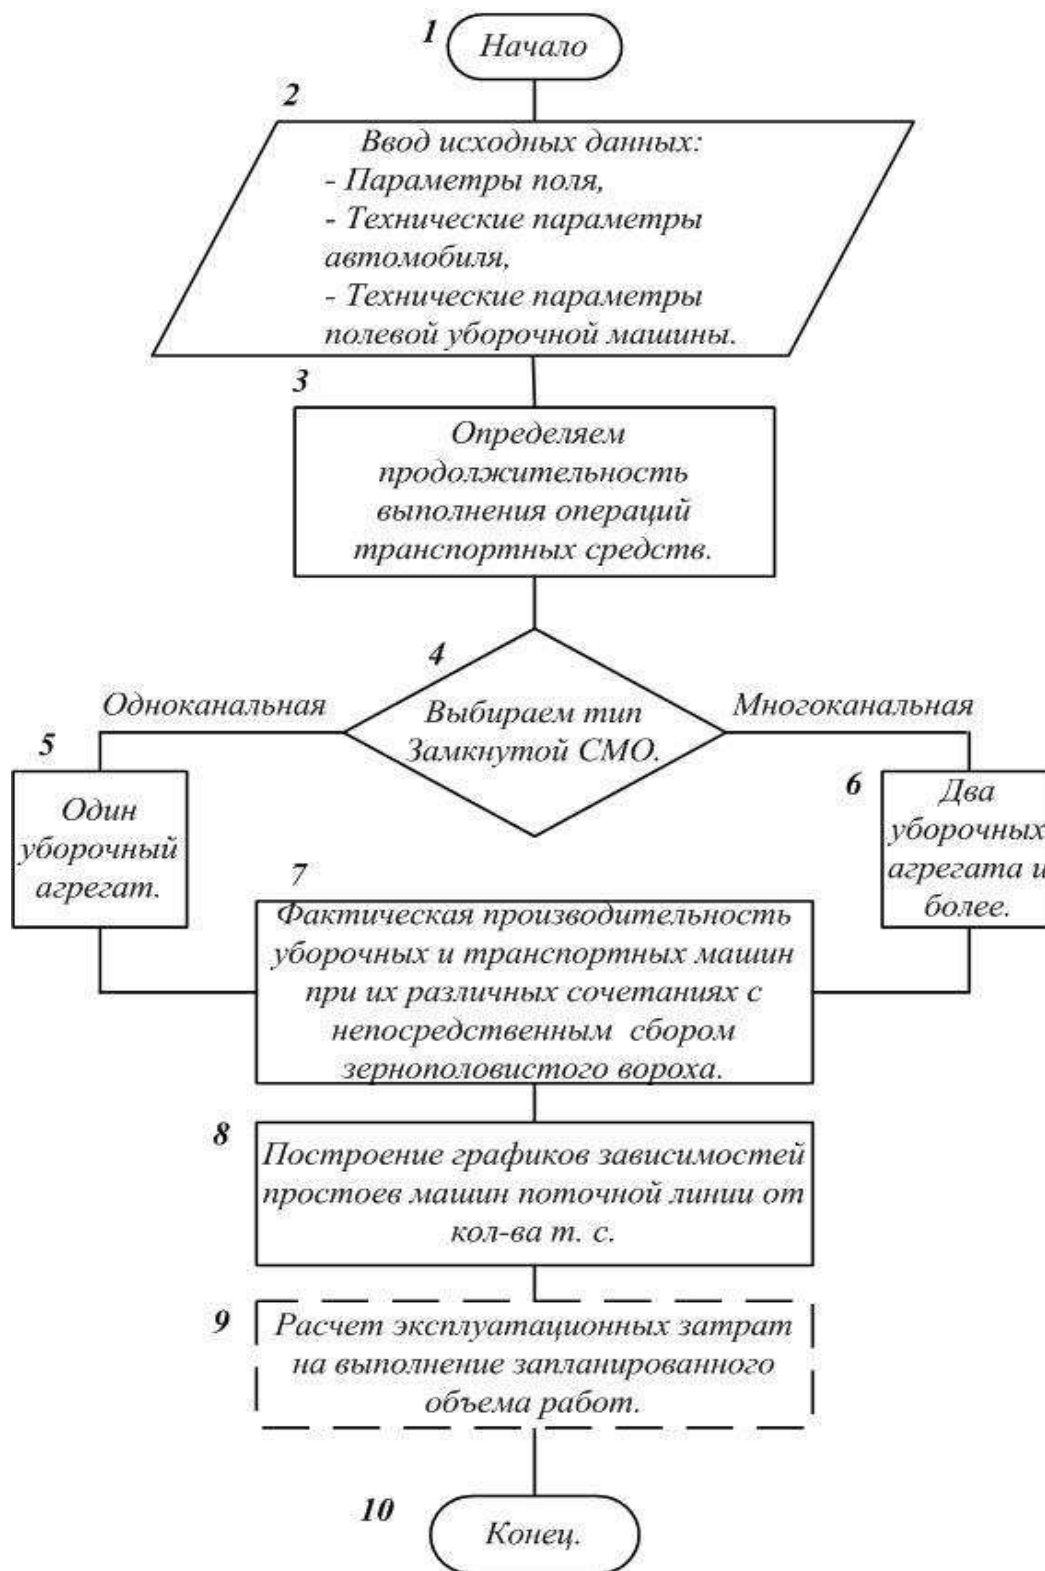 1
Начало
2
Ввод исходных данных:
- Параметры поля,
- Технические параметры
автомобиля,
- Технические параметры
полевой уборочной машины.
3
Определяем
продолжительность
выполнения операций
транспортных средств.
4
Выбираем тип
Замкнутой СМО.
Одноканальная
Многоканальная
5
Один
уборочный
агрегат.
6
Два
уборочных
агрегата и
более.
7
Фактическая производительность
уборочных и транспортных машин
при их различных сочетаниях с
непосредственным сбором
зернополовистого вороха.
8
Построение графиков зависимостей
простоев машин поточной линии от
кол-ва т. с.
9
Расчет эксплуатационных затрат
на выполнение запланированного
объема работ.
10
Конец.